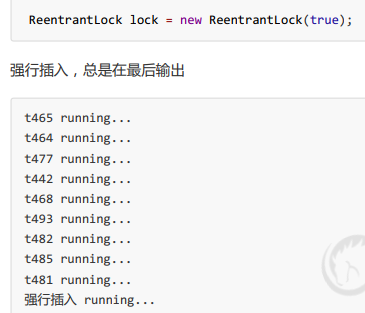 ReentrantLock lock = new ReentrantLock(true);
强行插入，总是在最后输出
t465 running...
t464 running...
t477 running...
t442 running...
t468 running...
t493 running...
t482 running...
t485 running...
t481 running...
强行插入 running...